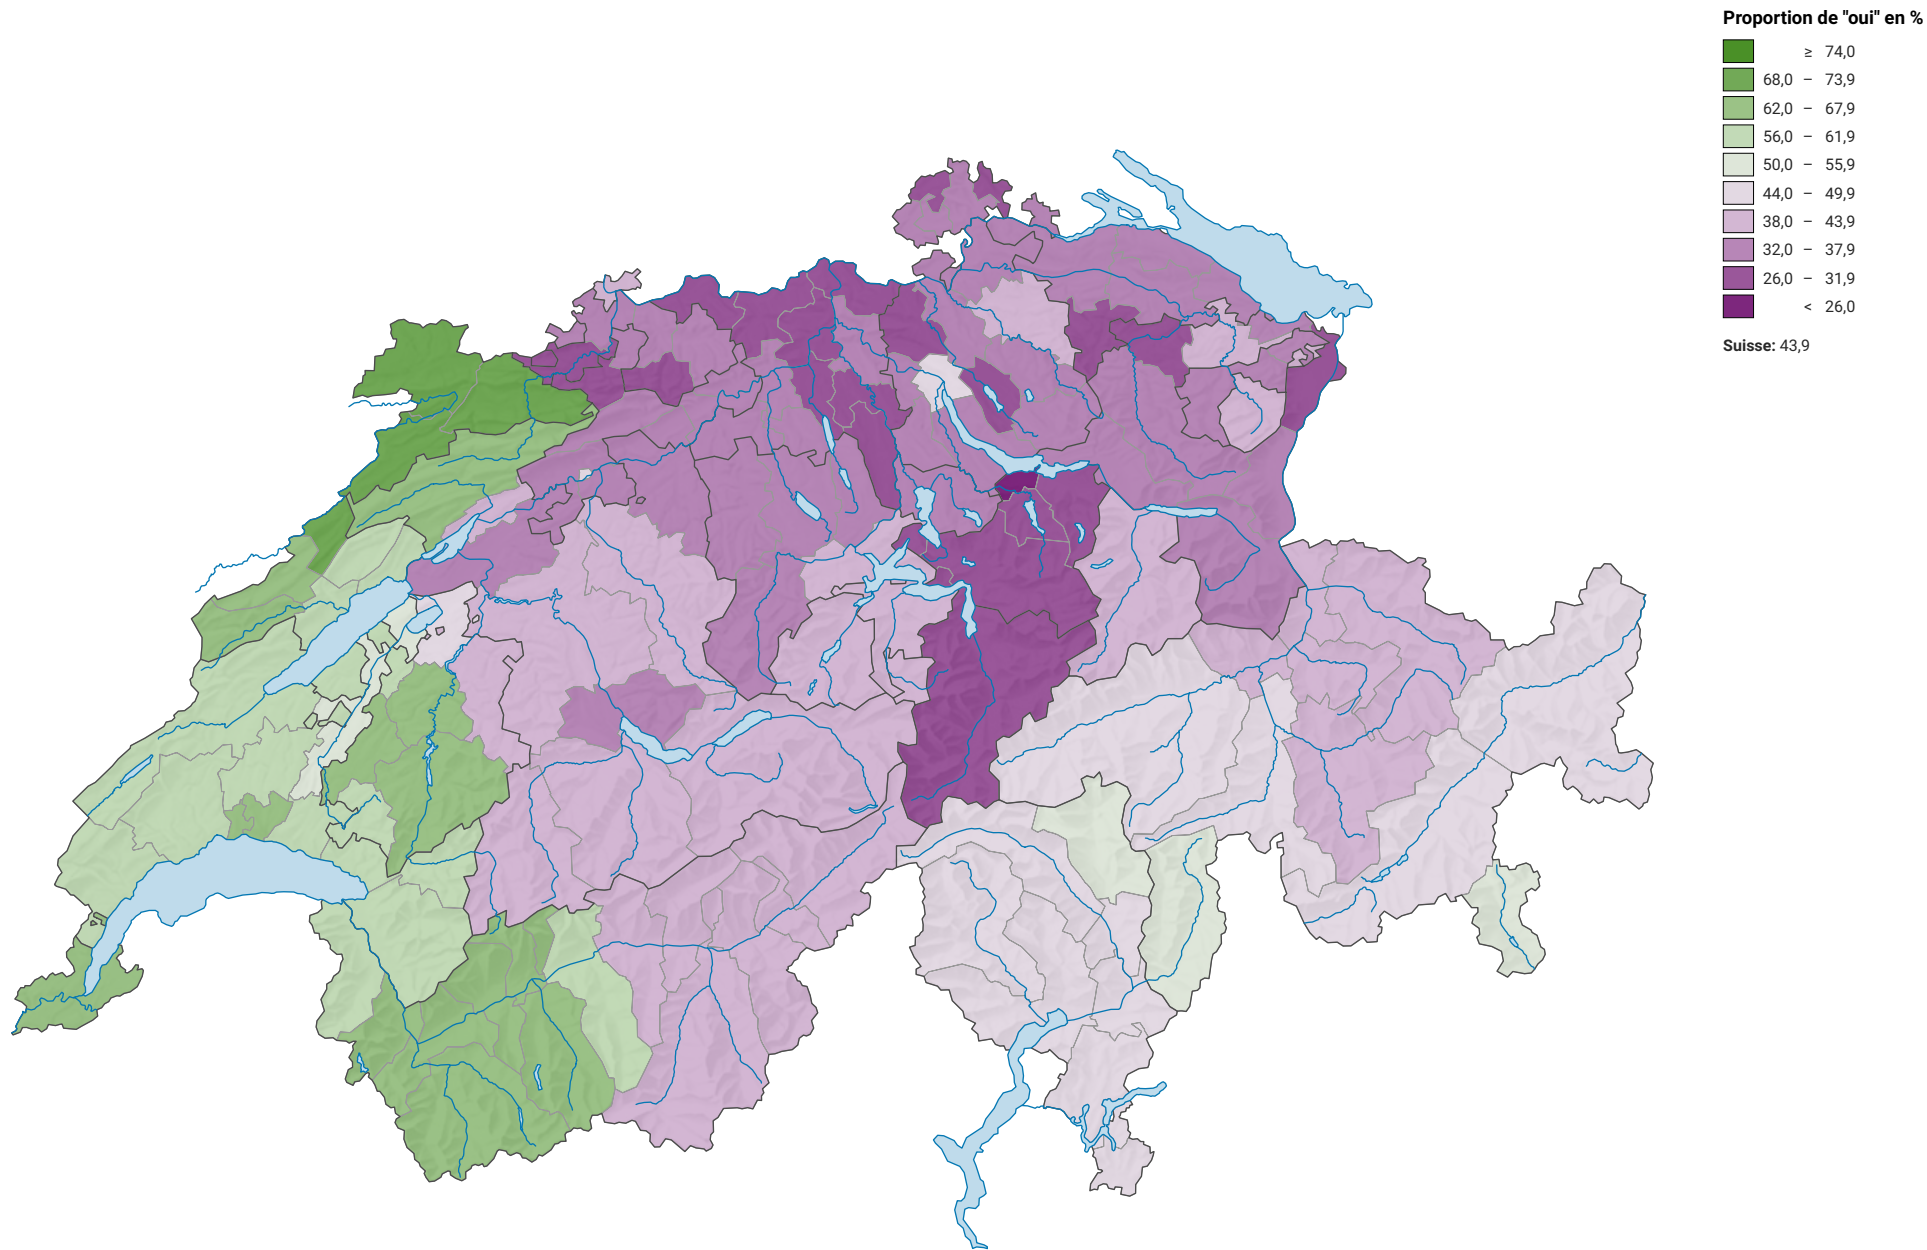 Proportion de "oui" en %
≥ 74,0
68,0 – 73,9
62,0 – 67,9
56,0 – 61,9
50,0 – 55,9
44,0 – 49,9
38,0 – 43,9
32,0 – 37,9
26,0 – 31,9
< 26,0
Suisse: 43,9